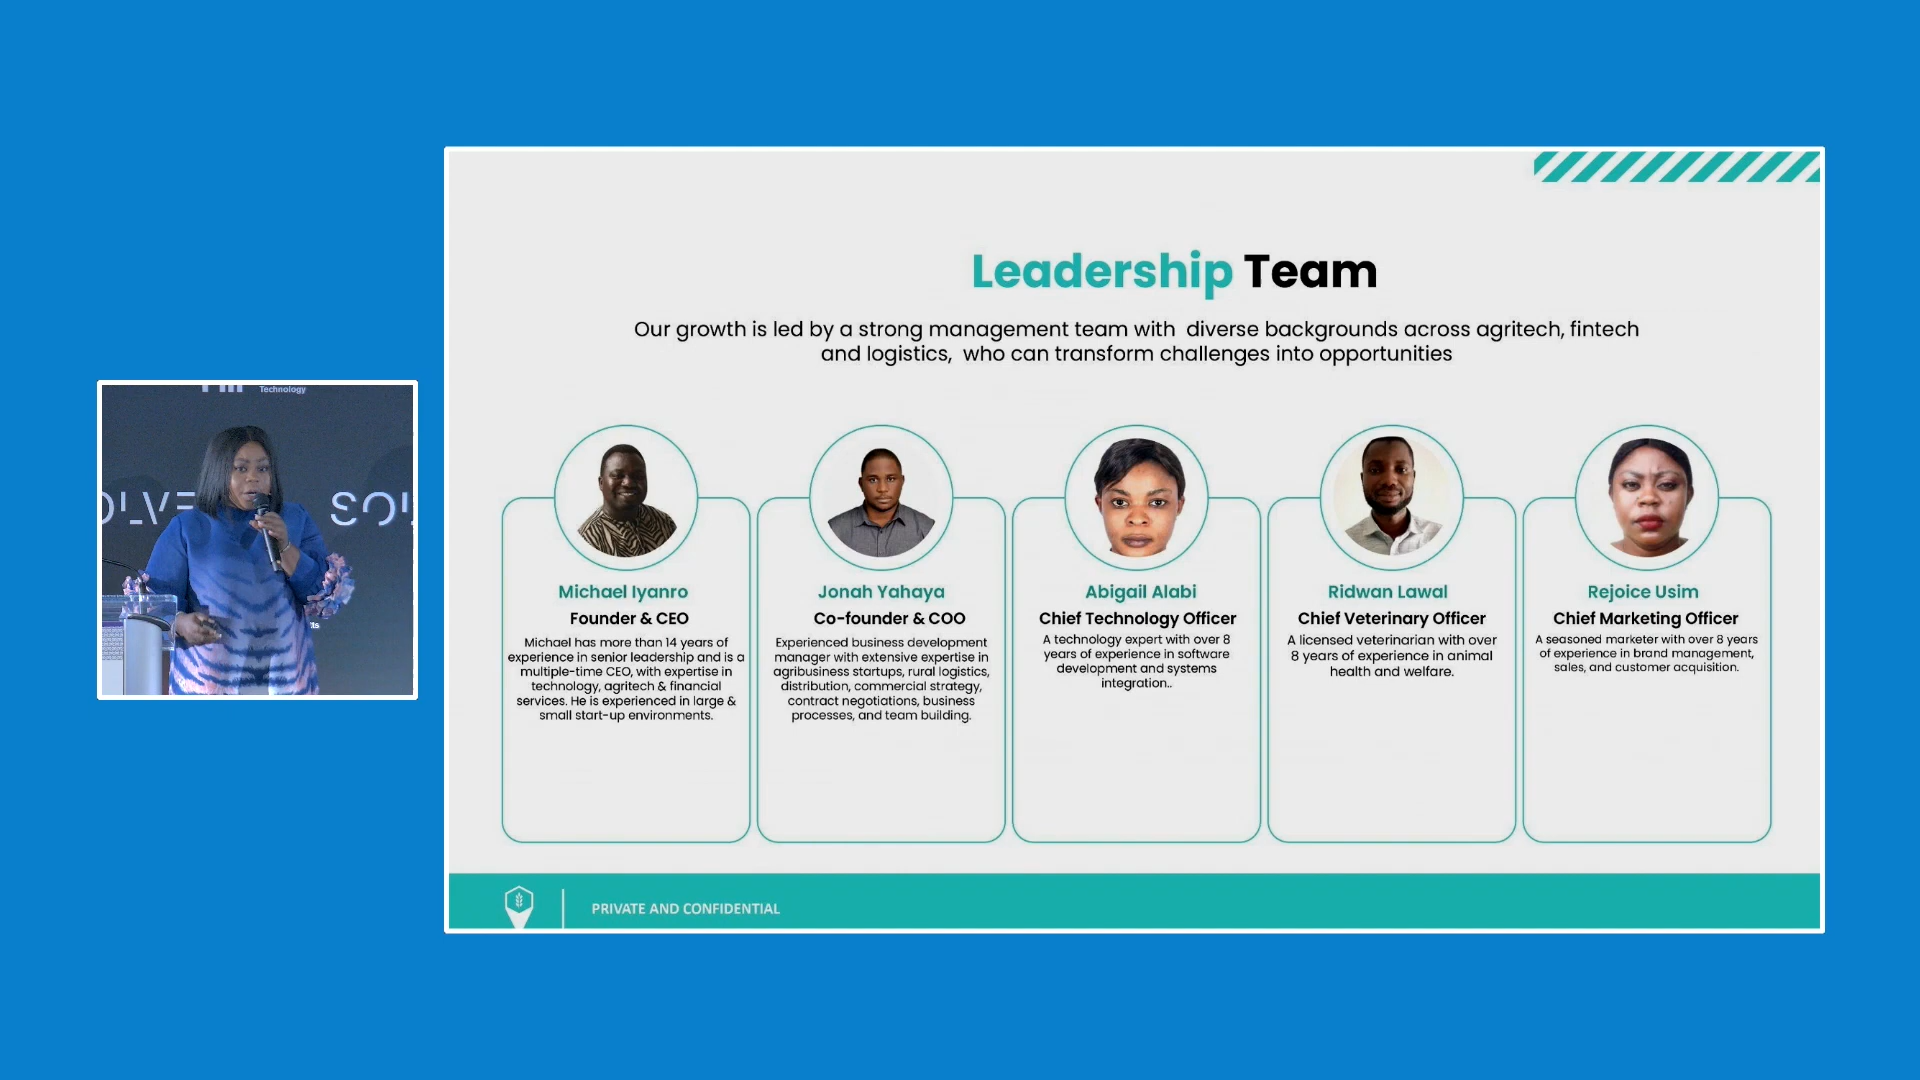 Technology
SOLVE
SOL
Leadership Team
Our growth is led by a strong management team with diverse backgrounds across agritech, fintech
and logistics, who can transform challenges into opportunities
Michael Iyanro
Founder & CEO
Michael has more than 14 years of
experience in senior leadership and is a
multiple-time CEO, with expertise in
technology, agritech & financial
services. He is experienced in large &
small start-up environments.
Jonah Yahaya
Co-founder & COO
Experienced business development
manager with extensive expertise in
agribusiness startups, rural logistics,
distribution, commercial strategy,
contract negotiations, business
processes, and team building.
Abigail Alabi
Chief Technology Officer
A technology expert with over 8
years of experience in software
development and systems
integration..
Ridwan Lawal
Chief Veterinary Officer
A licensed veterinarian with over
8 years of experience in animal
health and welfare.
Rejoice Usim
Chief Marketing Officer
A seasoned marketer with over 8 years
of experience in brand management,
sales, and customer acquisition.
PRIVATE AND CONFIDENTIAL